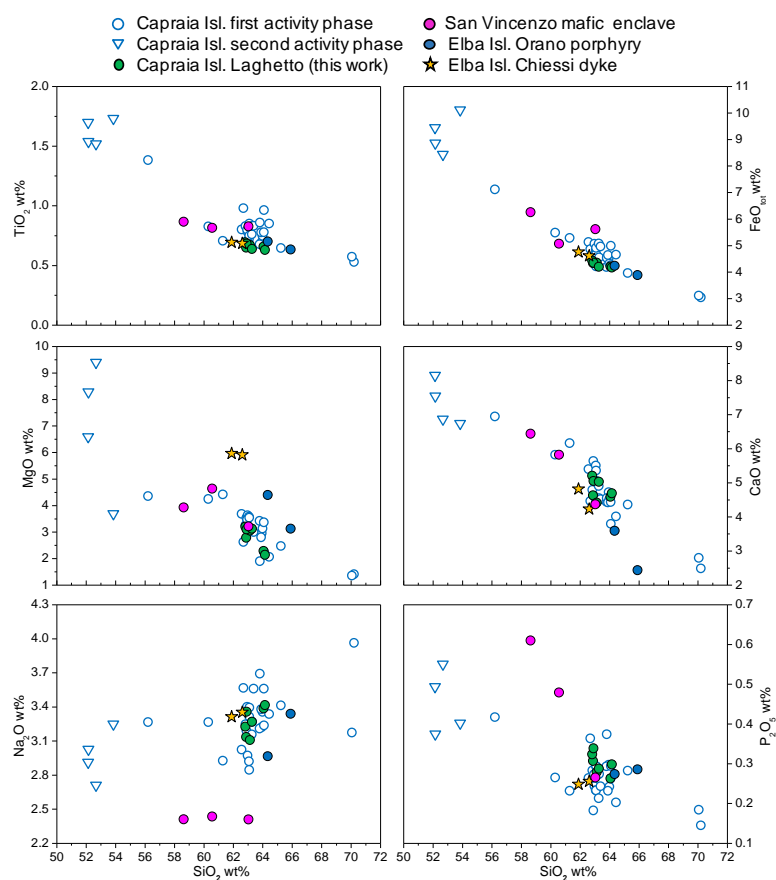 Capraia Isl. first activity phase
Capraia Isl. second activity phase
Capraia Isl. Laghetto (this work)
San Vincenzo mafic enclave
Elba Isl. Orano porphyry
Elba Isl. Chiessi dyke
2.0
1.5
1.0
0.5
0.0
TiO2 wt%
11
10
9
8
7
6
5
4
3
2
FeOtot wt%
10
9
8
7
6
5
4
3
2
1
MgO wt%
9
8
7
6
5
4
3
2
CaO wt%
4.3
3.9
3.4
3.1
2.6
2.2
Na2O wt%
0.7
0.6
0.5
0.4
0.3
0.2
0.1
P2O5 wt%
50 52 54 56 58 60 62 64 66 68 70 72
SiO2 wt%
50 52 54 56 58 60 62 64 66 68 70 72
SiO2 wt%